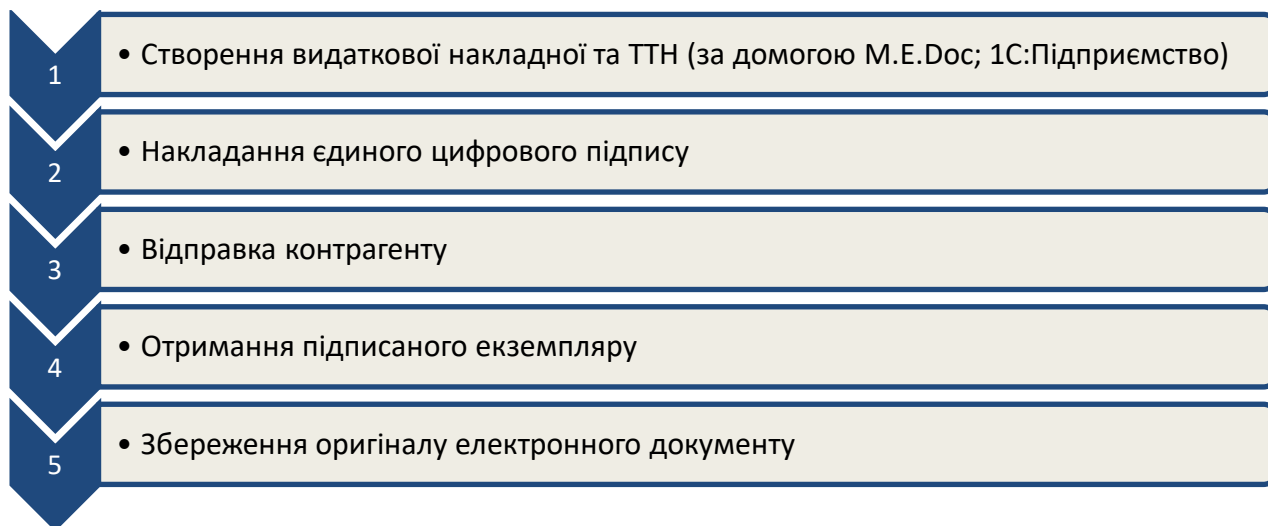 1
• Створення видаткової накладної та ТТН (за домогою M.E.Doc; 1С:Підприємство)
2
• Накладання єдиного цифрового підпису
3
• Відправка контрагенту
4
• Отримання підписаного екземпляру
5
• Збереження оригіналу електронного документу